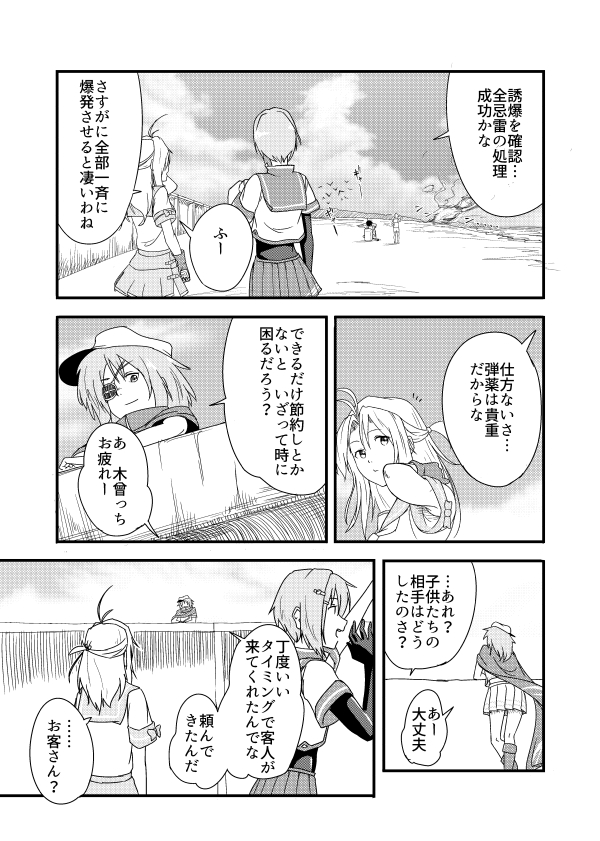 誘爆を確認…
全忌雷の処理
成功かな
ふー
さすがに全部一斉に
爆発させると凄いわね
仕方ないさ…
弾薬は貴重
だからな
できるだけ節約しとか
ないと いざって時に
困るだろう？
あ 木曾っち
お疲れー
…あれ？
子供たちの
相手はどう
したのさ？
あー
大丈夫
丁度いい
タイミングで客人が
来てくれたんでな
頼んで
きたんだ
……
お客さん？